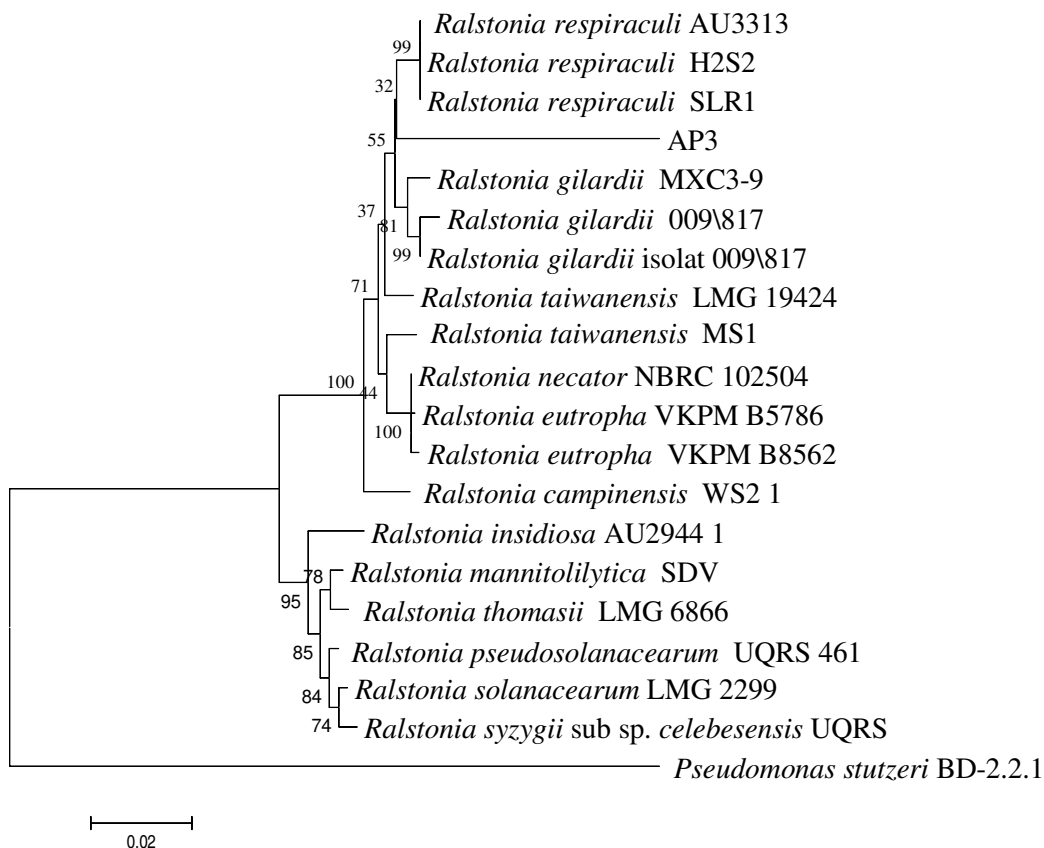 Ralstonia respiraculi AU3313
99
Ralstonia respiraculi H2S2
32
Ralstonia respiraculi SLR1
55
AP3
Ralstonia gilardii MXC3-9
37
81
Ralstonia gilardii 009\817
99
Ralstonia gilardii isolat 009\817
71
Ralstonia taiwanensis LMG 19424
Ralstonia taiwanensis MS1
100
44
Ralstonia necator NBRC 102504
Ralstonia eutropha VKPM B5786
100
Ralstonia eutropha VKPM B8562
Ralstonia campinensis WS2 1
Ralstonia insidiosa AU2944 1
78
Ralstonia mannitolilytica SDV
95
Ralstonia thomasii LMG 6866
85
Ralstonia pseudosolanacearum UQRS 461
84
Ralstonia solanacearum LMG 2299
74
Ralstonia syzygii sub sp. celebesensis UQRS
Pseudomonas stutzeri BD-2.2.1
0.02